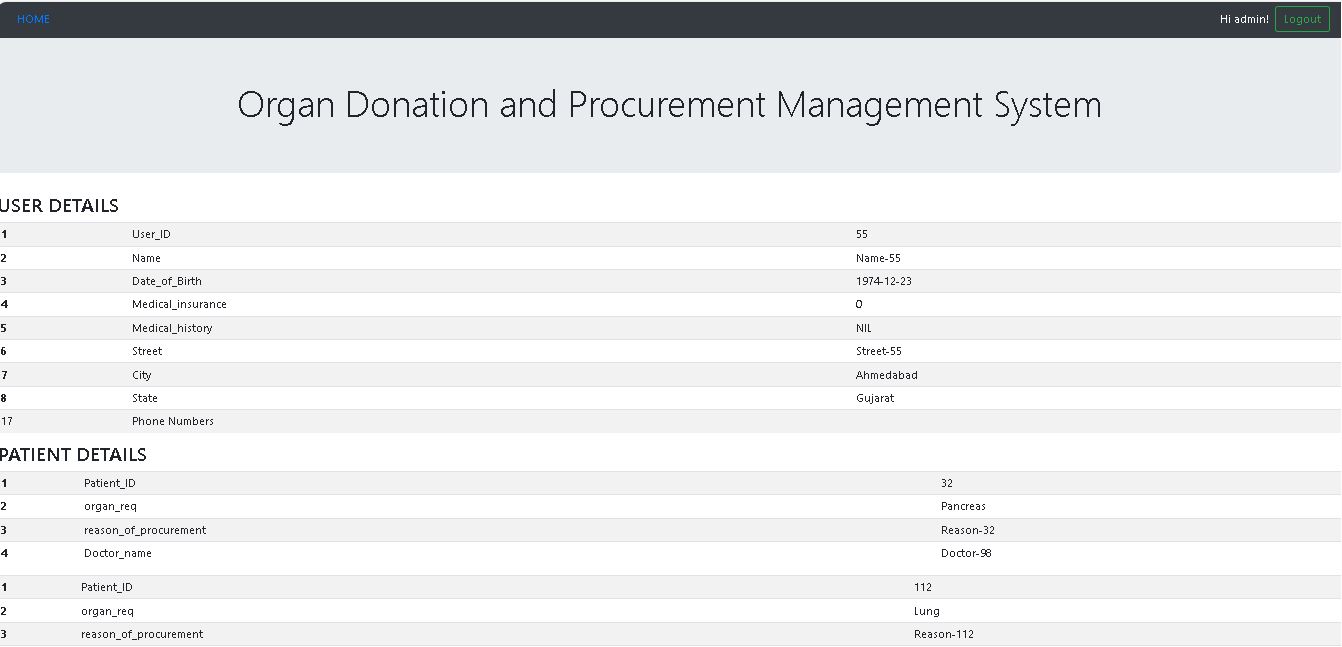 HOME Hi admin! Logout
Organ Donation and Procurement Management System
USER DETAILS
1 User_ID 55
2 Name Name-55
3 Date_of_Birth 1974-12-23
4 Medical_insurance 0
5 Medical_history NIL
6 Street Street-55
7 City Ahmedabad
8 State Gujarat
17 Phone Numbers
PATIENT DETAILS
1 Patient_ID 32
2 organ_req Pancreas
3 reason_of_procurement Reason-32
4 Doctor_name Doctor-98
1 Patient_ID 112
2 organ_req Lung
3 reason_of_procurement Reason-112